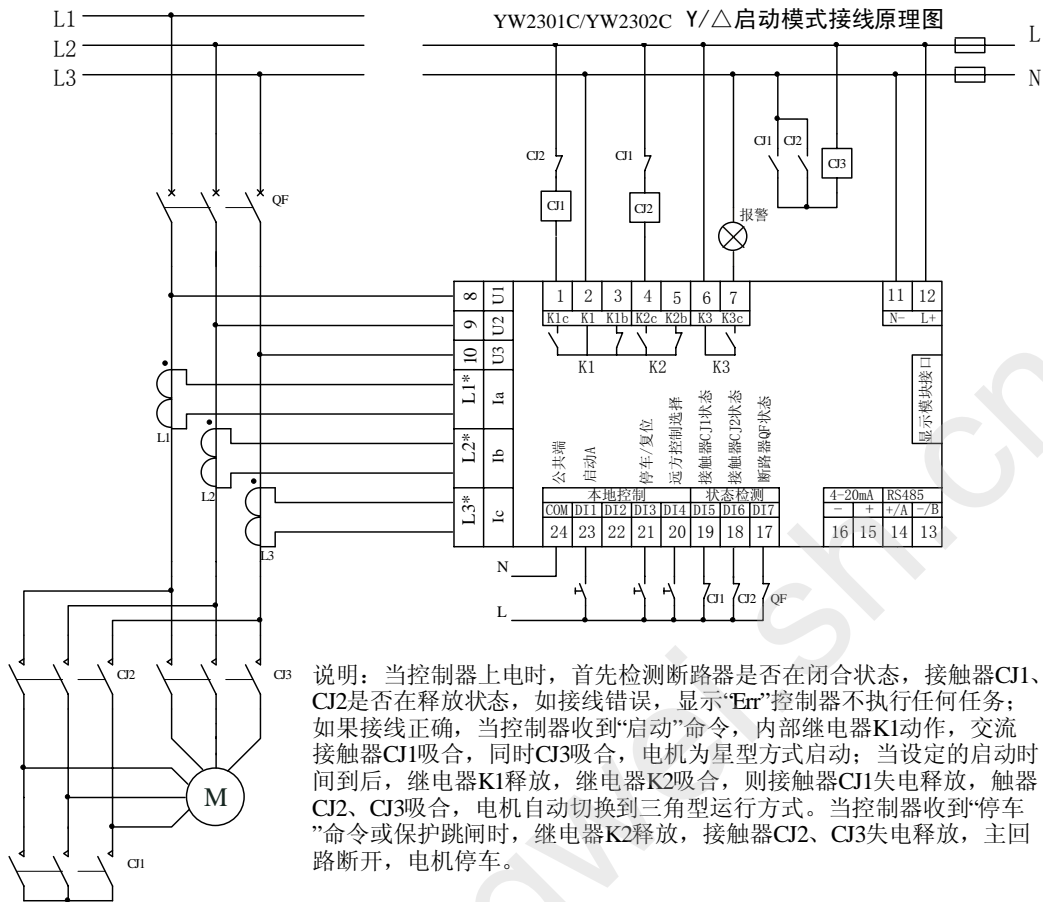 YW2301C/YW2302C Y/△启动模式接线原理图
L1
L2
L3
L
N
CJ2
CJ1
CJ1
CJ2
CJ1
CJ2
CJ3
QF
报警
8 9 10 L1* L2* L3*
U1 U2 U3 Ia Ib Ic
1 2 3 4 5 6 7
K1c K1 K1b K2c K2b K3 K3c
K1 K2 K3
11 12
N- L+
显示模块接口
L1
L2
L3
公共端
启动A
停车/复位
远方控制选择
接触器CJ1状态
接触器CJ2状态
断路器QF状态
本地控制 状态检测
COM DI1 DI2 DI3 DI4 DI5 DI6 DI7
24 23 22 21 20 19 18 17
4-20mA RS485
- + +/A -/B
16 15 14 13
N
L
CJ1 CJ2 QF
CJ2
CJ3
M
CJ1
说明：当控制器上电时，首先检测断路器是否在闭合状态，接触器CJ1、
CJ2是否在释放状态，如接线错误，显示“Err”控制器不执行任何任务；
如果接线正确，当控制器收到“启动”命令，内部继电器K1动作，交流
接触器CJ1吸合，同时CJ3吸合，电机为星型方式启动；当设定的启动时
间到后，继电器K1释放，继电器K2吸合，则接触器CJ1失电释放，触器
CJ2、CJ3吸合，电机自动切换到三角型运行方式。当控制器收到“停车
”命令或保护跳闸时，继电器K2释放，接触器CJ2、CJ3失电释放，主回
路断开，电机停车。